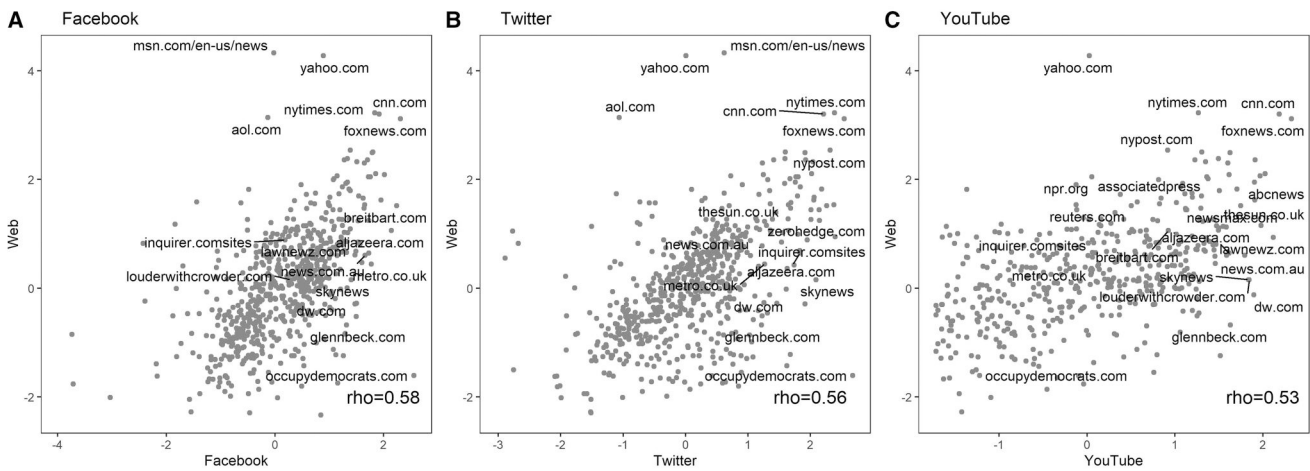 A Facebook
msn.com/en-us/news
yahoo.com
cnn.com
nytimes.com
aol.com
foxnews.com
breitbart.com
inquirer.comsites
aljazeera.com
lawnewz.com
news.com.au
louderwithcrowder.com
metro.co.uk
skynews
dw.com
glennbeck.com
occupydemocrats.com
rho=0.58
Web
4
2
0
-2
-4
-2
0
2
Facebook
B Twitter
msn.com/en-us/news
yahoo.com
aol.com
nytimes.com
cnn.com
foxnews.com
nypost.com
thesun.co.uk
zerohedge.com
news.com.au
inquirer.comsites
aljazeera.com
metro.co.uk
skynews
dw.com
glennbeck.com
occupydemocrats.com
rho=0.56
Web
4
2
0
-2
-3
-2
-1
0
1
2
Twitter
C YouTube
yahoo.com
nytimes.com
cnn.com
foxnews.com
nypost.com
npr.org
associatedpress
abcnews
reuters.com
newsmax.com
thesun.co.uk
inquirer.comsites
aljazeera.com
breitbart.com
lawnewz.com
metro.co.uk
skynews
news.com.au
louderwithcrowder.com
dw.com
glennbeck.com
occupydemocrats.com
rho=0.53
Web
4
2
0
-2
-1
0
1
2
YouTube